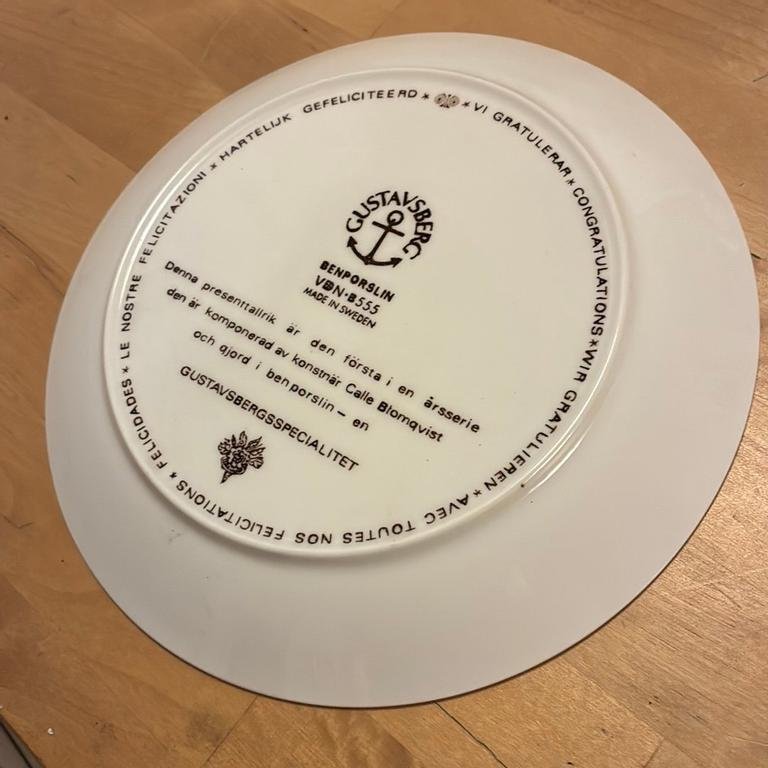 VI GRATULERAR * CONGRATULATIONS * WIR GRATULIEREN * AVEC TOUTES NOS FELICITATIONS * FELICIDADES * LE NOSTRE FELICITAZIONI * HARTELIJK GEFELICITEERD *
GUSTAVSBERG
BENPORSLIN
VDN·B555
MADE IN SWEDEN
Denna presenttallrik är den första i en årsserie
den är komponerad av konstnär Calle Blomqvist
och gjord i benporslin – en
GUSTAVSBERGSSPECIALITET